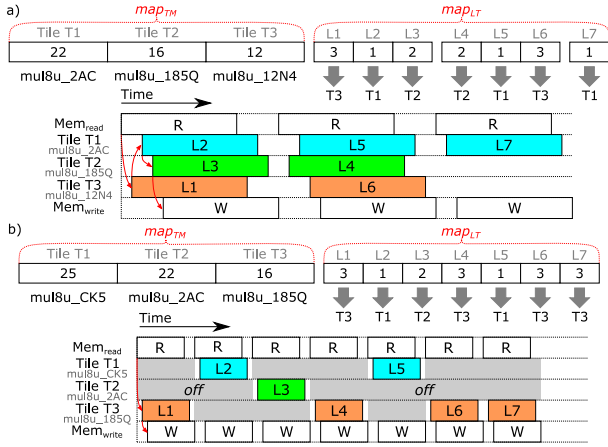 a)
map_TM
map_LT
Tile T1 Tile T2 Tile T3
22 16 12
mul8u_2AC mul8u_185Q mul8u_12N4
L1 L2 L3 L4 L5 L6 L7
3 1 2 2 1 3 1
T3 T1 T2 T2 T1 T3 T1
Time
Mem_read R R R
Tile T1 L2 L5 L7
mul8u_2AC
Tile T2 L3 L4
mul8u_185Q
Tile T3 L1 L6
mul8u_12N4
Mem_write W W W
b)
map_TM
map_LT
Tile T1 Tile T2 Tile T3
25 22 16
mul8u_CK5 mul8u_2AC mul8u_185Q
L1 L2 L3 L4 L5 L6 L7
3 1 2 3 1 3 3
T3 T1 T2 T3 T1 T3 T3
Time
Mem_read R R R R R R R
Tile T1 L2 L5
mul8u_CK5
Tile T2 off L3 off
mul8u_2AC
Tile T3 L1 L4 L6 L7
mul8u_185Q
Mem_write W W W W W W W